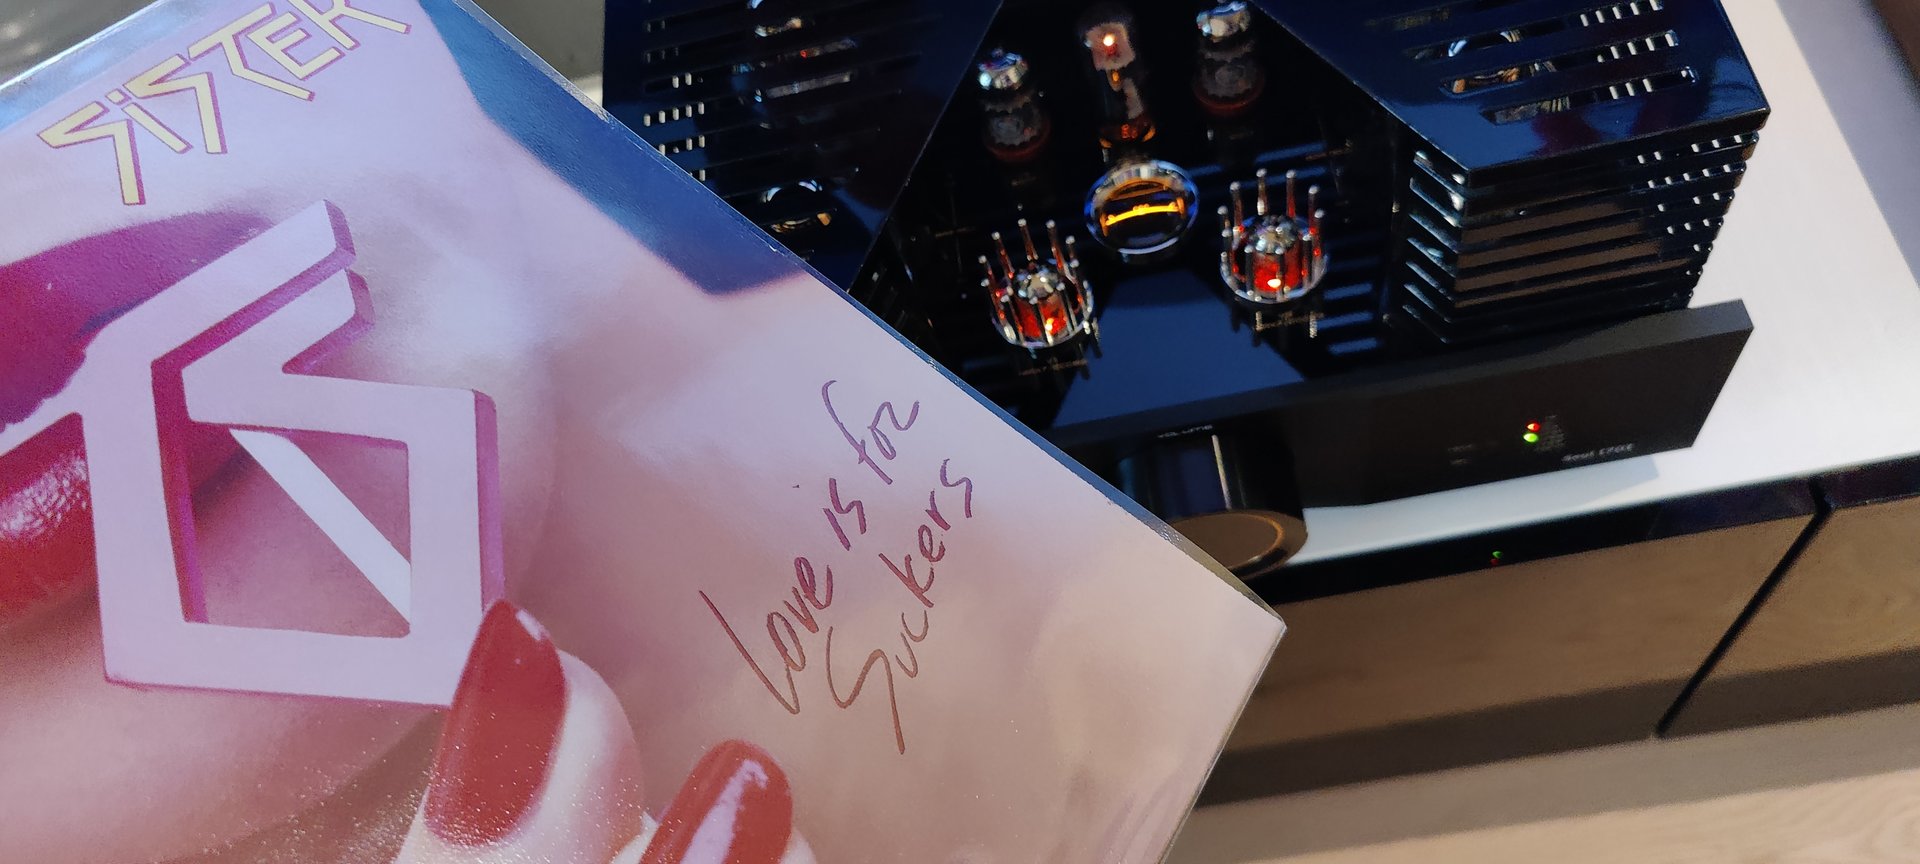 SiSTER
Love is for
Suckers
VOLUME